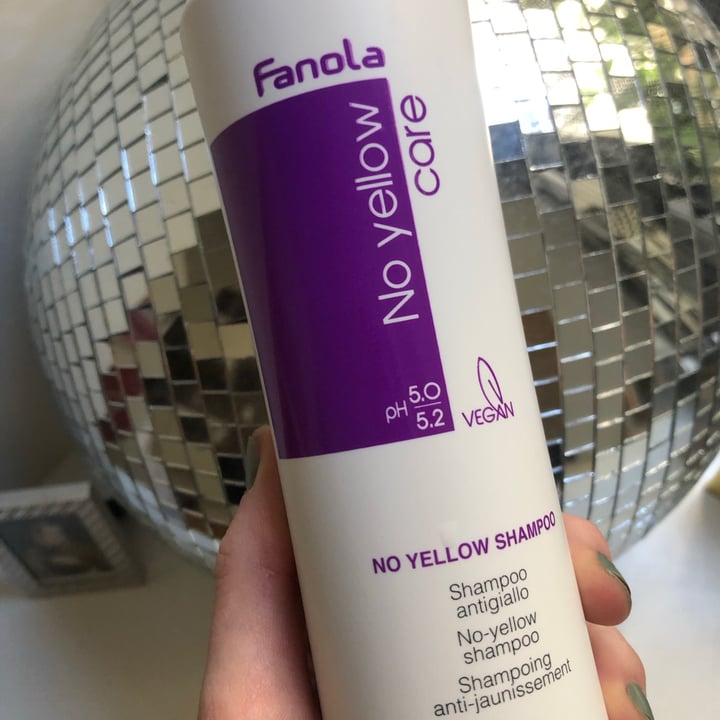 Fanola
No yellow
care
pH 5.0
5.2
VEGAN
NO YELLOW SHAMPOO
Shampoo
antigiallo
No-yellow
shampoo
Shampoing
anti-jaunissement